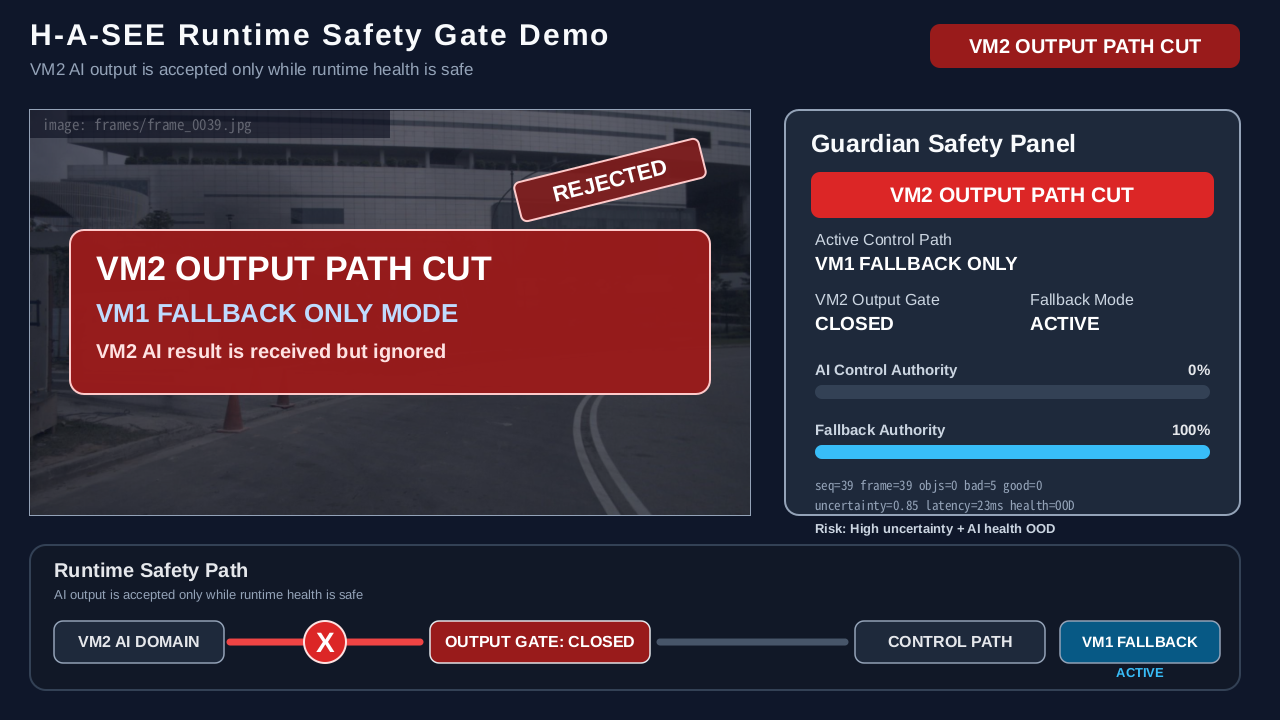 H-A-SEE Runtime Safety Gate Demo
VM2 AI output is accepted only while runtime health is safe
VM2 OUTPUT PATH CUT
image: frames/frame_0039.jpg
REJECTED
VM2 OUTPUT PATH CUT
VM1 FALLBACK ONLY MODE
VM2 AI result is received but ignored
Guardian Safety Panel
VM2 OUTPUT PATH CUT
Active Control Path
VM1 FALLBACK ONLY
VM2 Output Gate
CLOSED
Fallback Mode
ACTIVE
AI Control Authority 0%
Fallback Authority 100%
seq=39 frame=39 objs=0 bad=5 good=0
uncertainty=0.85 latency=23ms health=OOD
Risk: High uncertainty + AI health OOD
Runtime Safety Path
AI output is accepted only while runtime health is safe
VM2 AI DOMAIN
X
OUTPUT GATE: CLOSED
CONTROL PATH
VM1 FALLBACK
ACTIVE